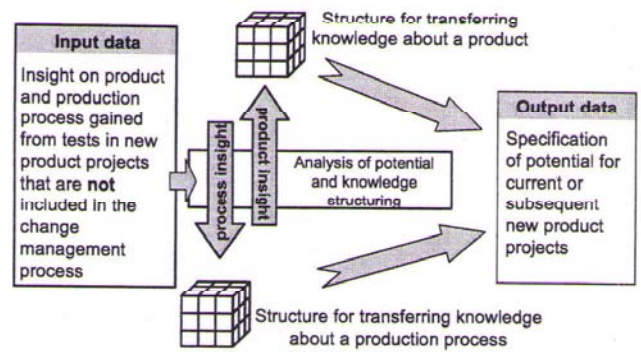 Input data
Insight on product
and production
process gained
from tests in new
product projects
that are not
included in the
change
management
process
Structure for transferring
knowledge about a product
process insight
product insight
Analysis of potential
and knowledge
structuring
Output data
Specification
of potential for
current or
subsequent
new product
projects
Structure for transferring knowledge
about a production process